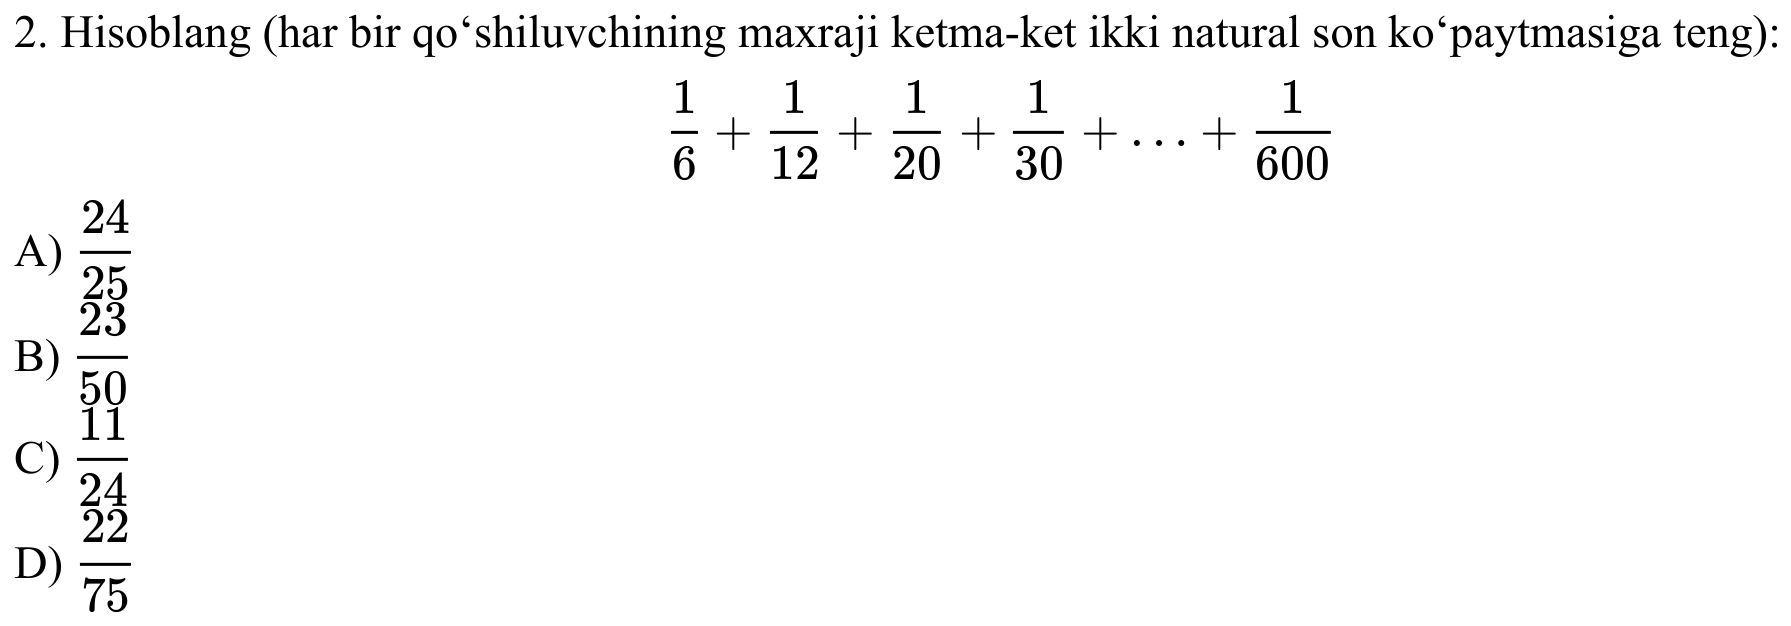 2. Hisoblang (har bir qo‘shiluvchining maxraji ketma-ket ikki natural son ko‘paytmasiga teng):
1/6 + 1/12 + 1/20 + 1/30 + ... + 1/600
A) 24/25
B) 23/50
C) 11/24
D) 22/75